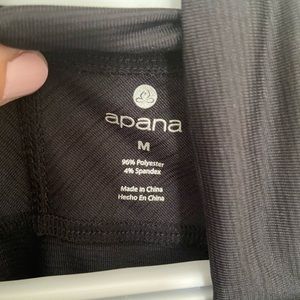 apana
M
96% Polyester
4% Spandex
Made in China
Hecho En China